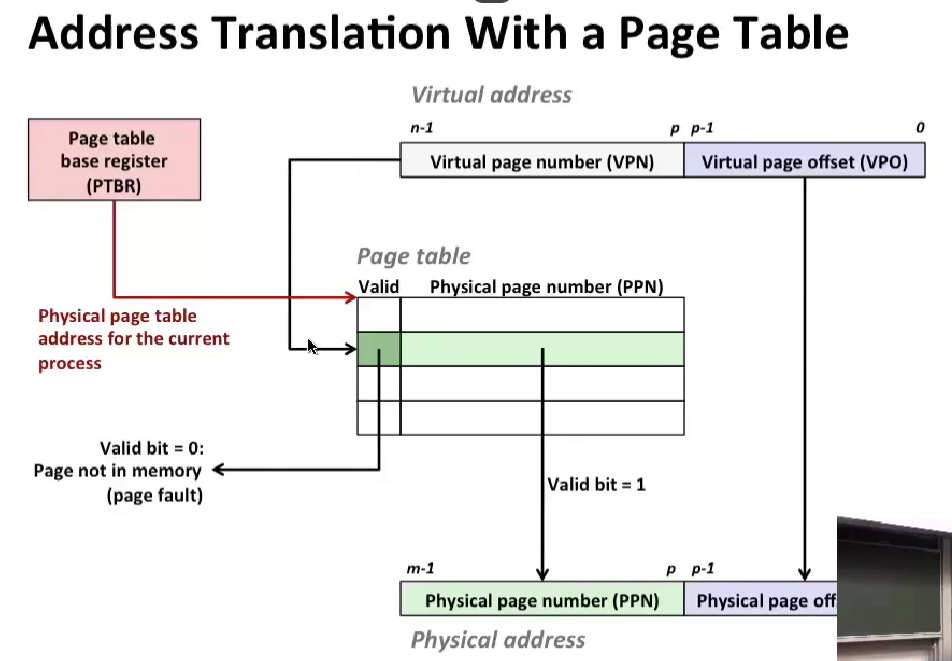 Address Translation With a Page Table
Virtual address
n-1 p p-1 0
Page table
base register
(PTBR)
Virtual page number (VPN) Virtual page offset (VPO)
Page table
Valid Physical page number (PPN)
Physical page table
address for the current
process
Valid bit = 0:
Page not in memory
(page fault)
Valid bit = 1
m-1 p p-1
Physical page number (PPN) Physical page off
Physical address